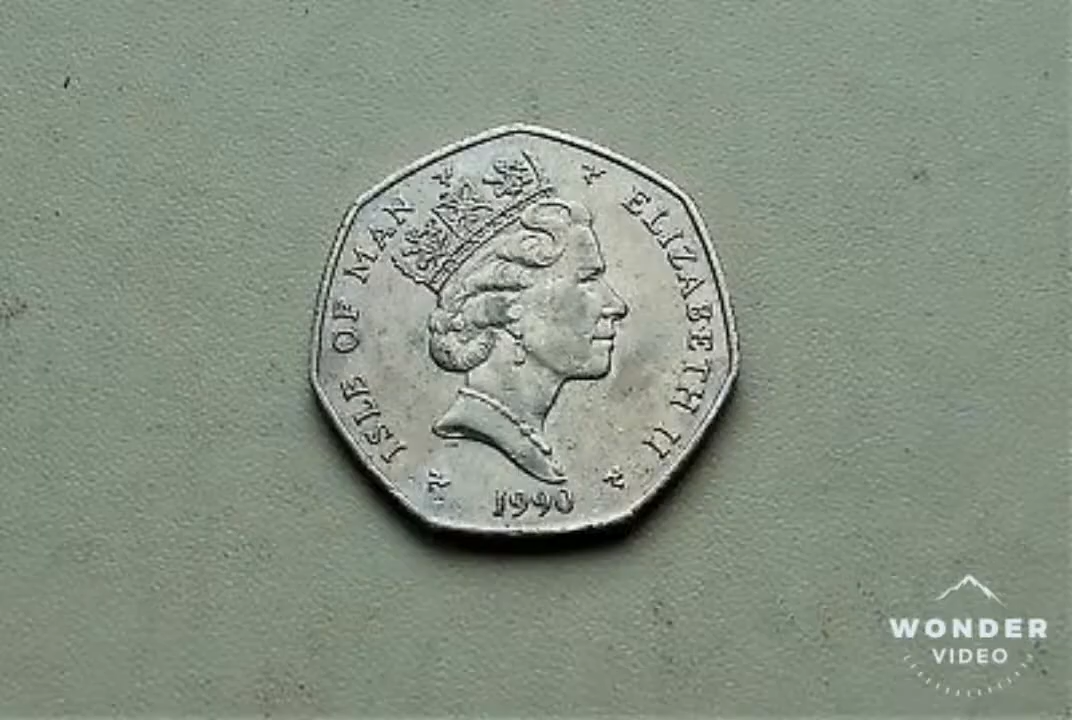 ISLE OF MAN
ELIZABETH II
1990
WONDER
VIDEO